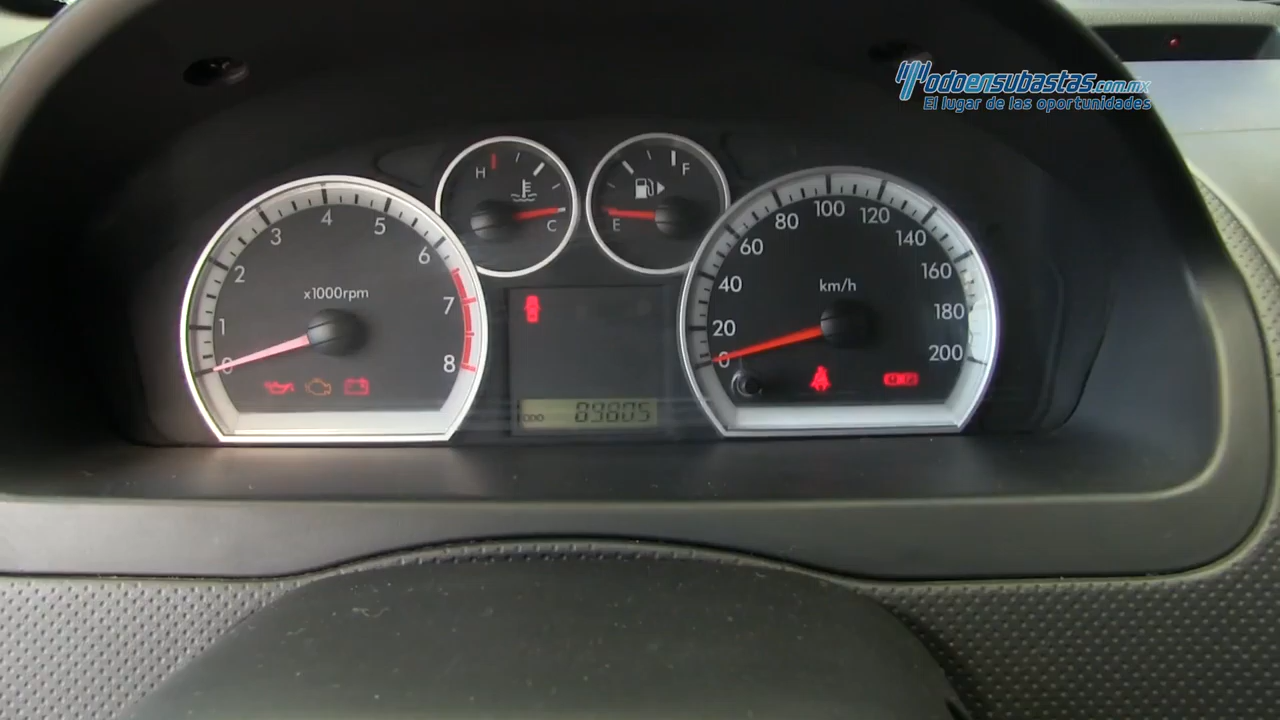 Todoensubastas.com.mx
El lugar de las oportunidades
H
C
F
E
0
1
2
3
4
5
6
7
8
x1000rpm
0
20
40
60
80
100
120
140
160
180
200
km/h
ODO 89805